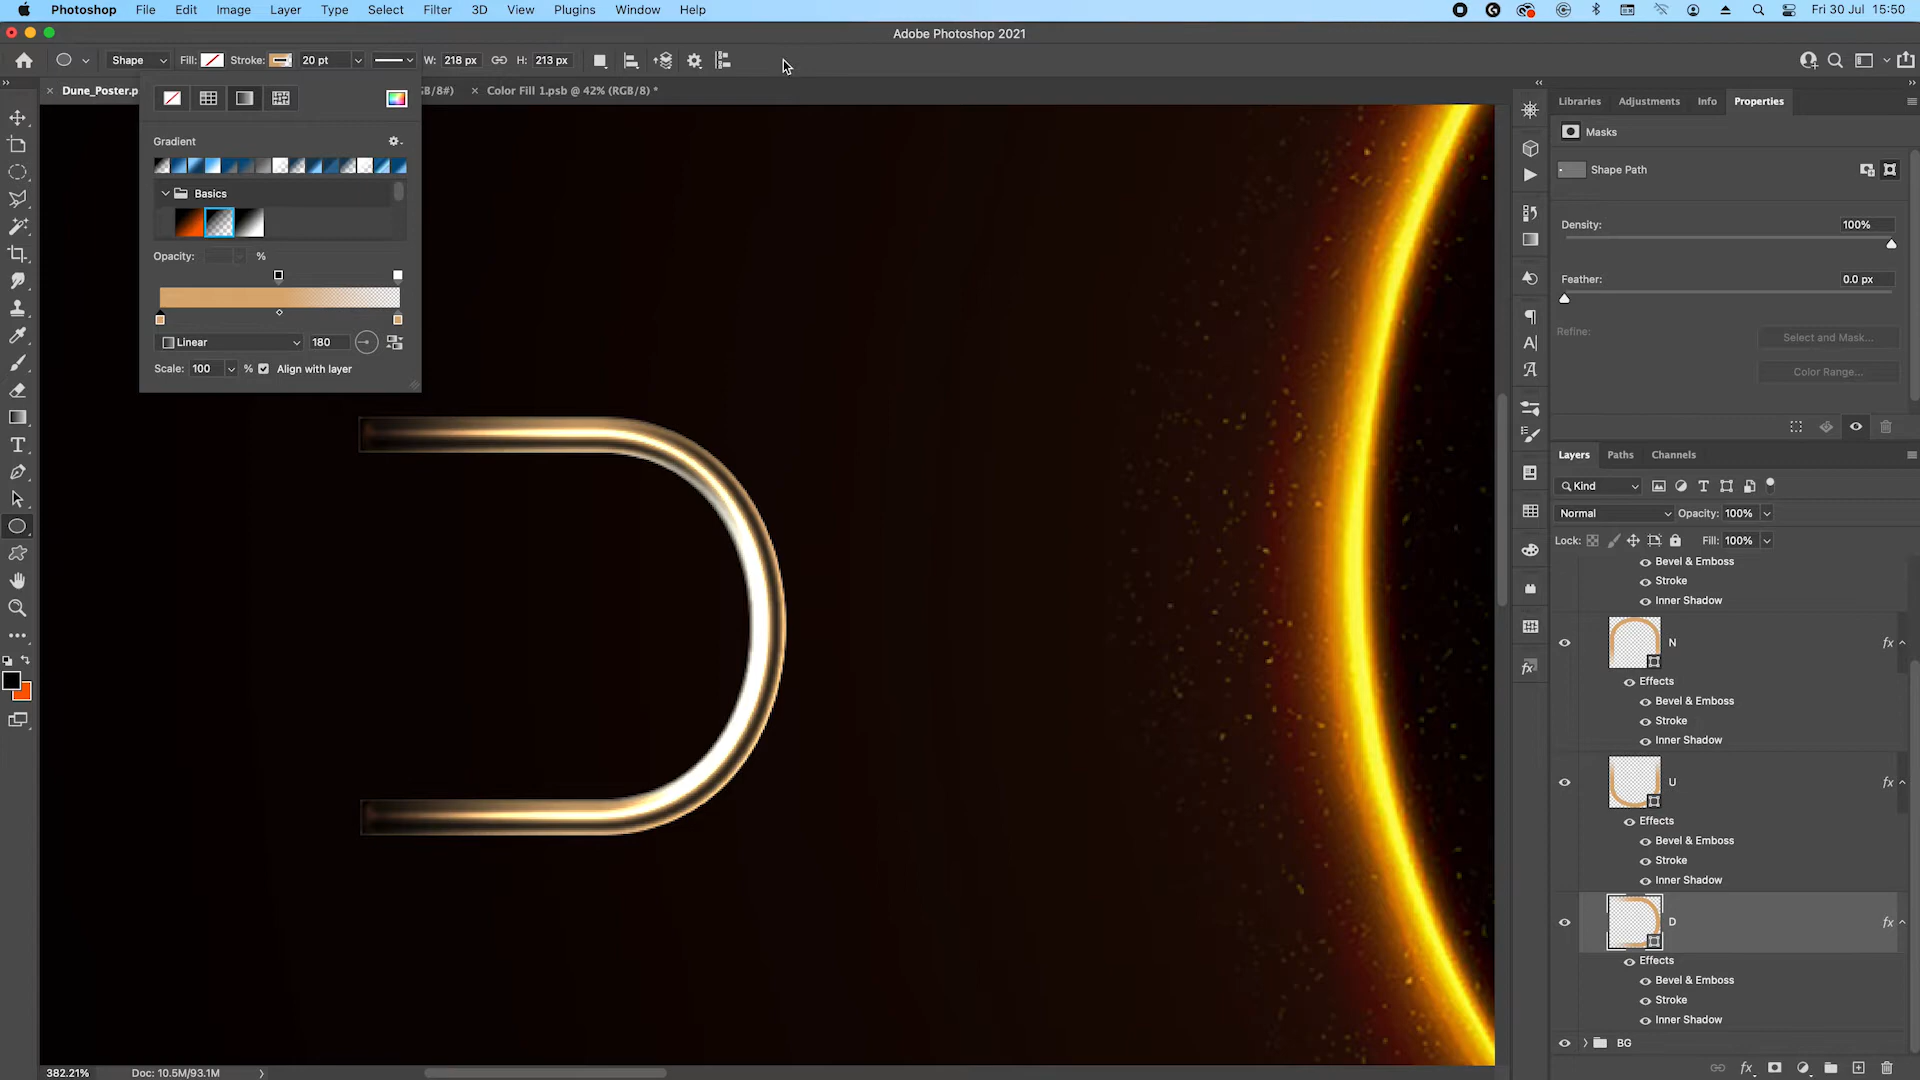 Photoshop File Edit Image Layer Type Select Filter 3D View Plugins Window Help Fri 30 Jul 15:50
Adobe Photoshop 2021
Shape Fill: Stroke: 20 pt W: 218 px H: 213 px
Dune_Poster.p GB/8#) × Color Fill 1.psb @ 42% (RGB/8) *
Gradient
Basics
Opacity: %
Linear 180
Scale: 100 % Align with layer
Libraries Adjustments Info Properties
Masks
Shape Path
Density: 100%
Feather: 0.0 px
Refine:
Select and Mask...
Color Range...
Layers Paths Channels
Kind
Normal Opacity: 100%
Lock: Fill: 100%
Bevel & Emboss
Stroke
Inner Shadow
N fx
Effects
Bevel & Emboss
Stroke
Inner Shadow
U fx
Effects
Bevel & Emboss
Stroke
Inner Shadow
D fx
Effects
Bevel & Emboss
Stroke
Inner Shadow
BG
382.21% Doc: 10.5M/93.1M